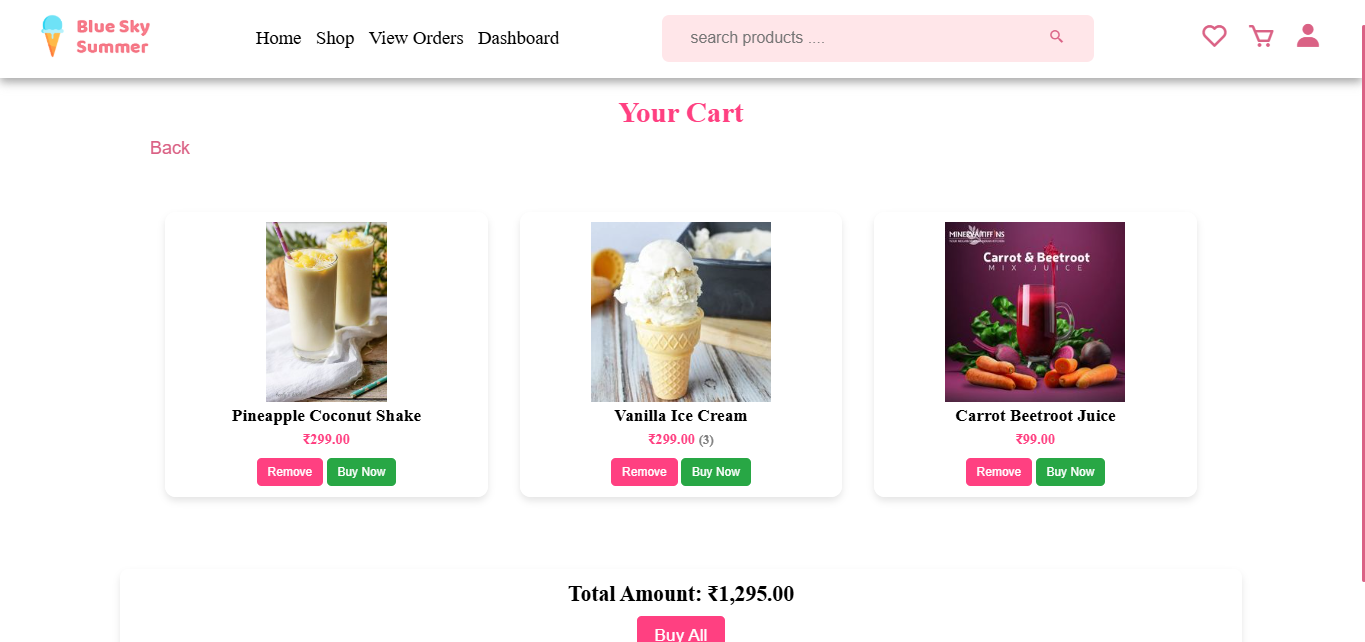 Blue Sky
Summer
Home Shop View Orders Dashboard
search products ....
Your Cart
Back
MINERVA TIFFINS
Carrot & Beetroot
MIX JUICE
Pineapple Coconut Shake
Vanilla Ice Cream
Carrot Beetroot Juice
₹299.00
₹299.00 (3)
₹99.00
Remove Buy Now
Remove Buy Now
Remove Buy Now
Total Amount: ₹1,295.00
Buy All